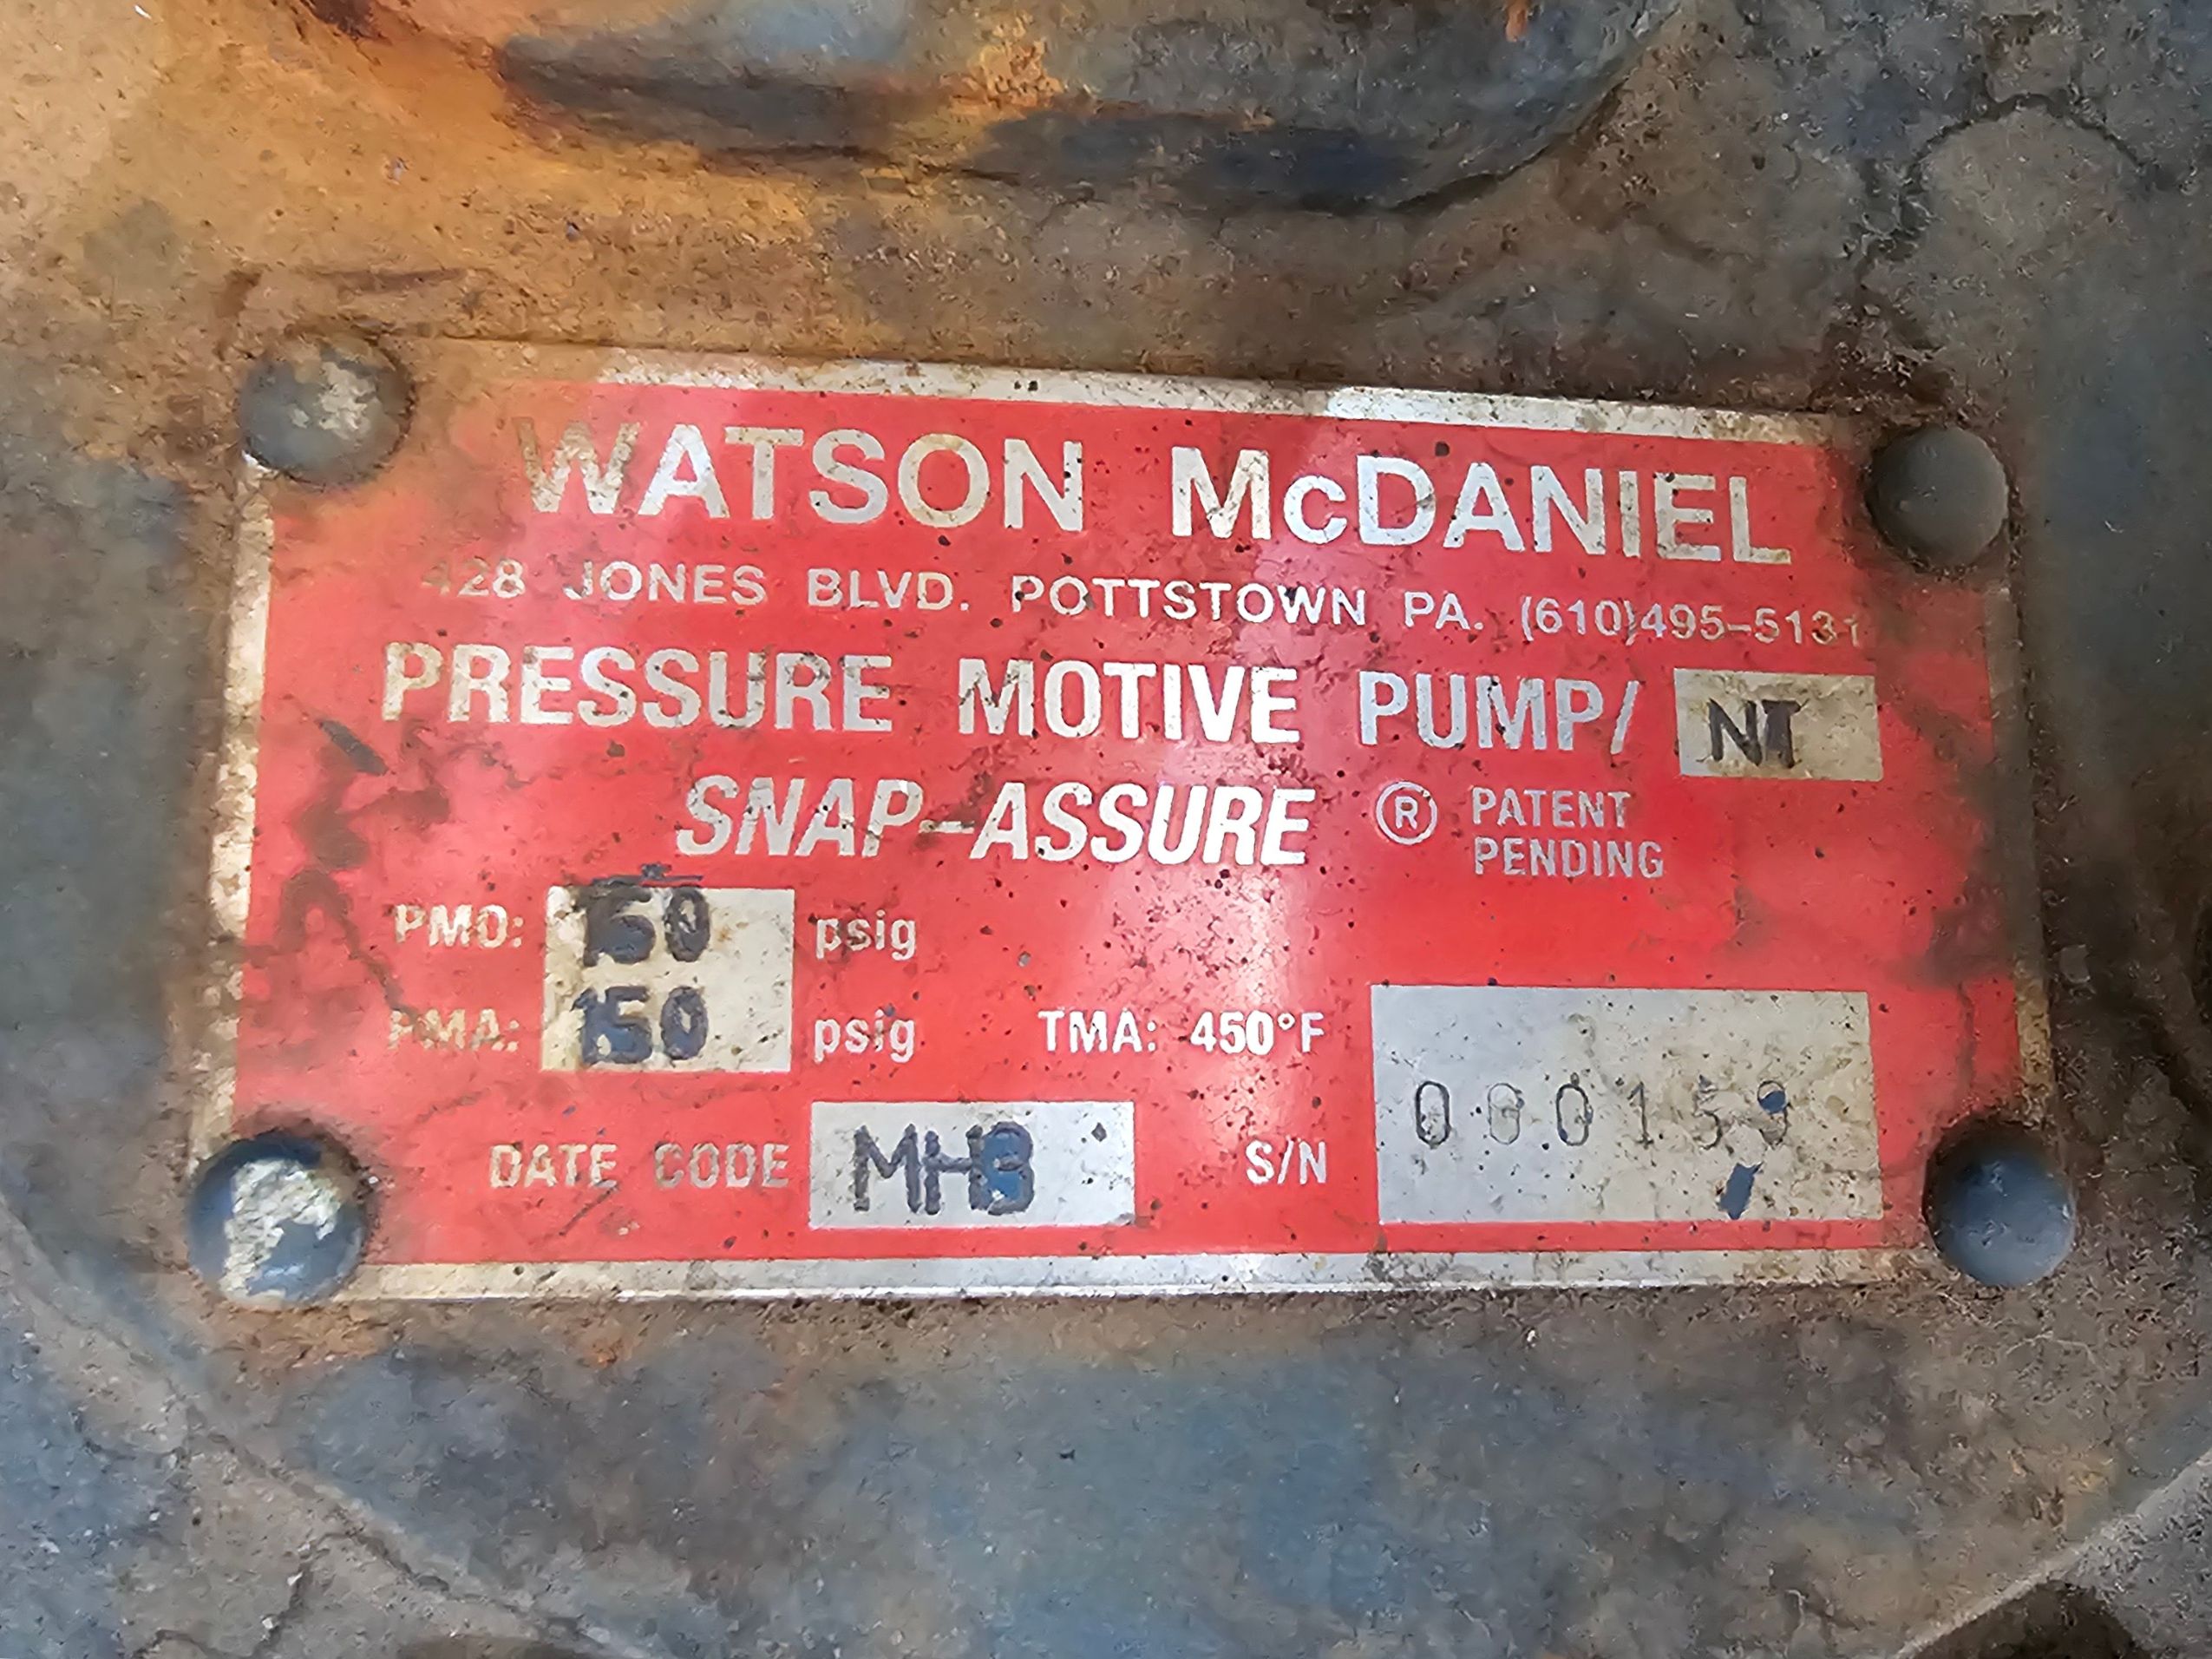 WATSON McDANIEL
428 JONES BLVD. POTTSTOWN PA. (610)495-5131
PRESSURE MOTIVE PUMP/ NT
SNAP-ASSURE ® PATENT PENDING
PMO: 150 psig
PMA: 150 psig TMA: 450°F
DATE CODE MHB S/N 000159